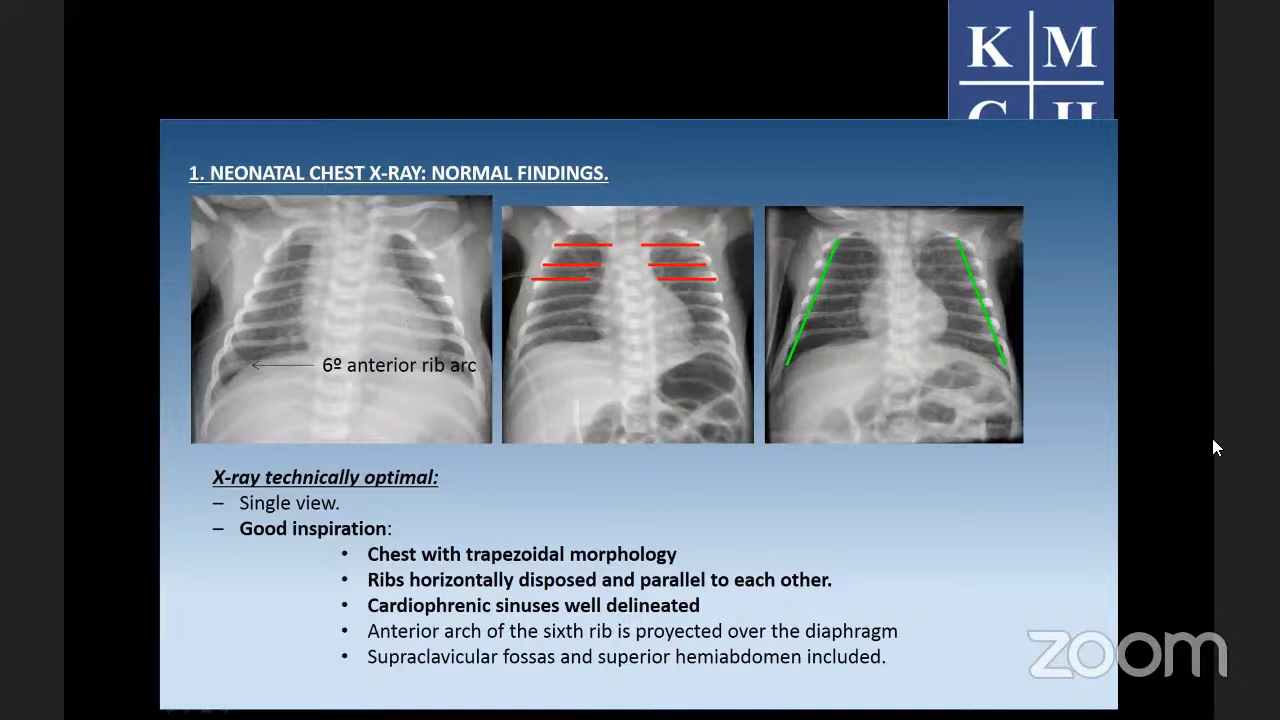 K M
C H
1. NEONATAL CHEST X-RAY: NORMAL FINDINGS.
6º anterior rib arc
X-ray technically optimal:
– Single view.
– Good inspiration:
• Chest with trapezoidal morphology
• Ribs horizontally disposed and parallel to each other.
• Cardiophrenic sinuses well delineated
• Anterior arch of the sixth rib is proyected over the diaphragm
• Supraclavicular fossas and superior hemiabdomen included.
zoom